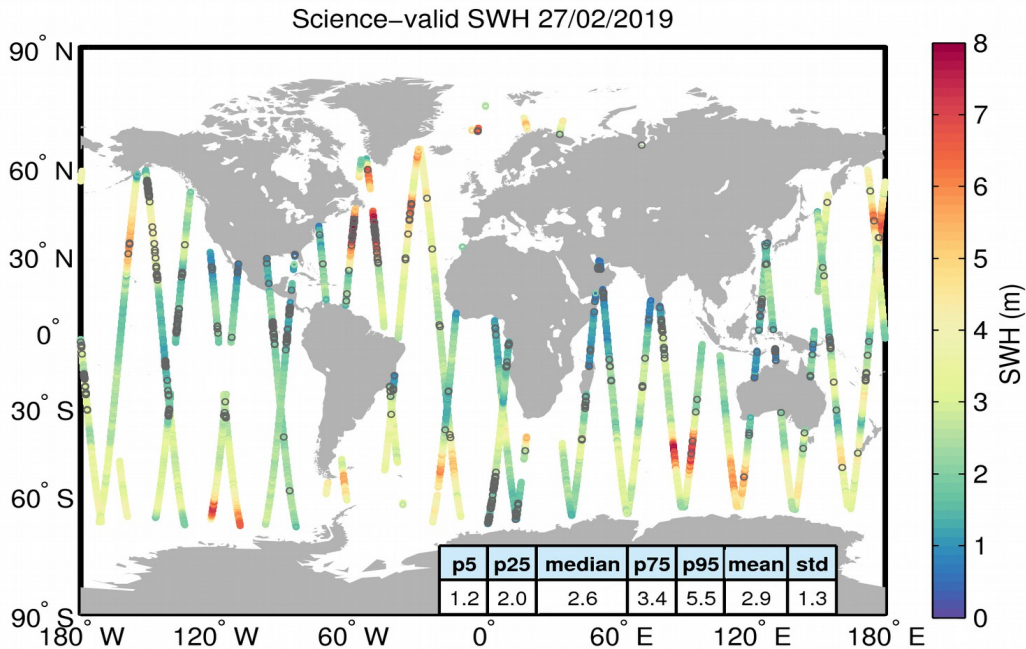 Science−valid SWH 27/02/2019
90° N
60° N
30° N
0°
30° S
60° S
90° S
180° W
120° W
60° W
0°
60° E
120° E
180° E
8
7
6
5
4
3
2
1
0
SWH (m)
p5 p25 median p75 p95 mean std
1.2 2.0 2.6 3.4 5.5 2.9 1.3